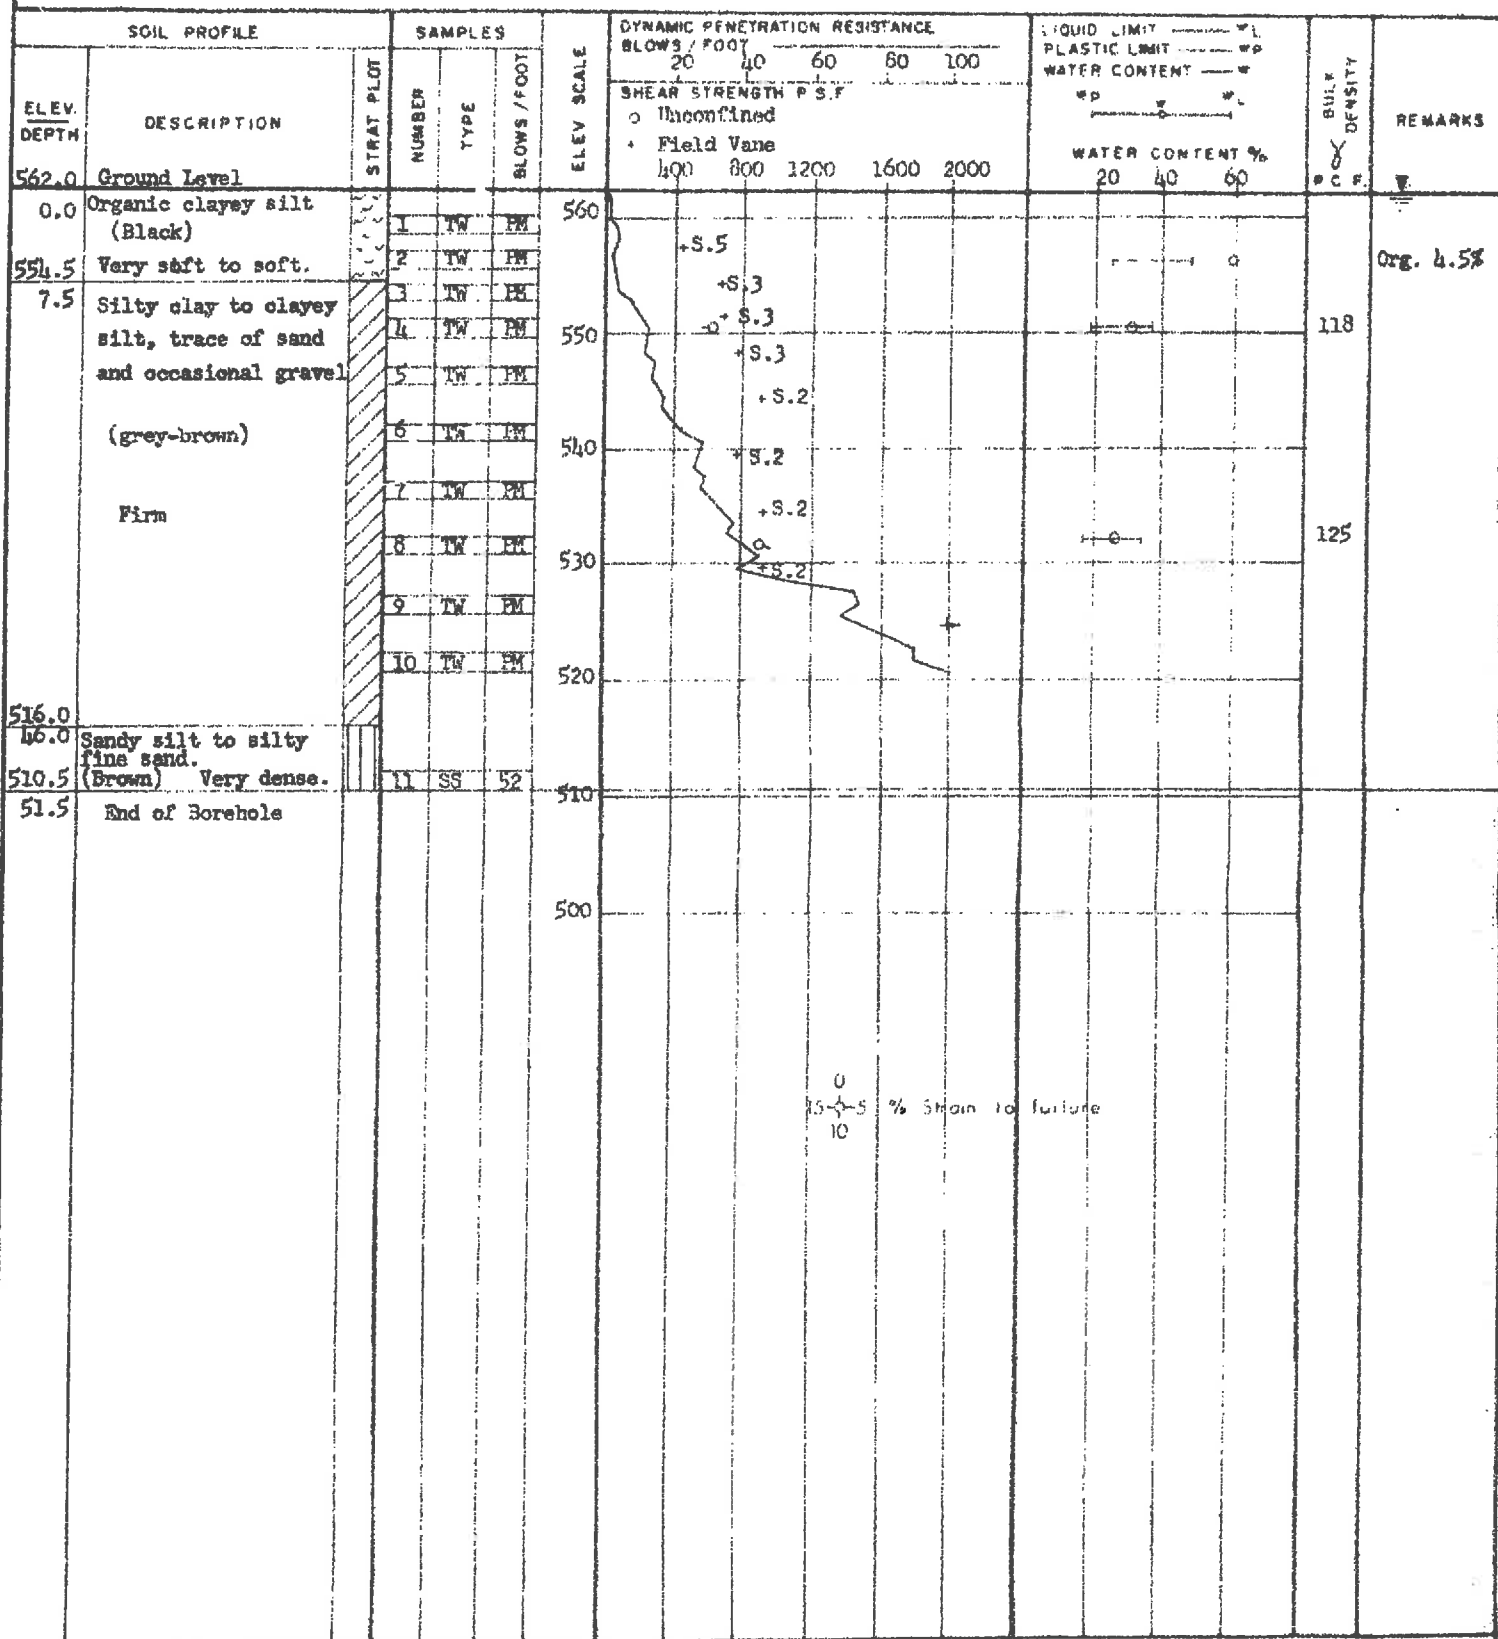 SOIL PROFILE
SAMPLES
ELEV.
DEPTH
DESCRIPTION
STRAT PLOT
NUMBER
TYPE
BLOWS / FOOT
ELEV SCALE
DYNAMIC PENETRATION RESISTANCE
BLOWS / FOOT
20 40 60 80 100
SHEAR STRENGTH P.S.F
o Unconfined
+ Field Vane
400 800 1200 1600 2000
LIQUID LIMIT WL
PLASTIC LIMIT WP
WATER CONTENT W
WP W WL
WATER CONTENT %
20 40 60
BULK DENSITY
γ
P.C.F.
REMARKS
562.0 Ground Level
0.0 Organic clayey silt
(Black)
554.5 Very soft to soft.
7.5 Silty clay to clayey
silt, trace of sand
and occasional gravel
(grey-brown)
Firm
516.0
46.0 Sandy silt to silty
fine sand.
510.5 (Brown) Very dense.
51.5 End of Borehole
1 TW PM
2 TW PM
3 TW PM
4 TW PM
5 TW PM
6 TW PM
7 TW PM
8 TW PM
9 TW PM
10 TW PM
11 SS 52
560
550
540
530
520
510
500
+S.5
+S.3
+S.3
+S.3
+S.2
+S.2
+S.2
+S.2
118
125
Org. 4.5%
0
15 5 % Strain to failure
10